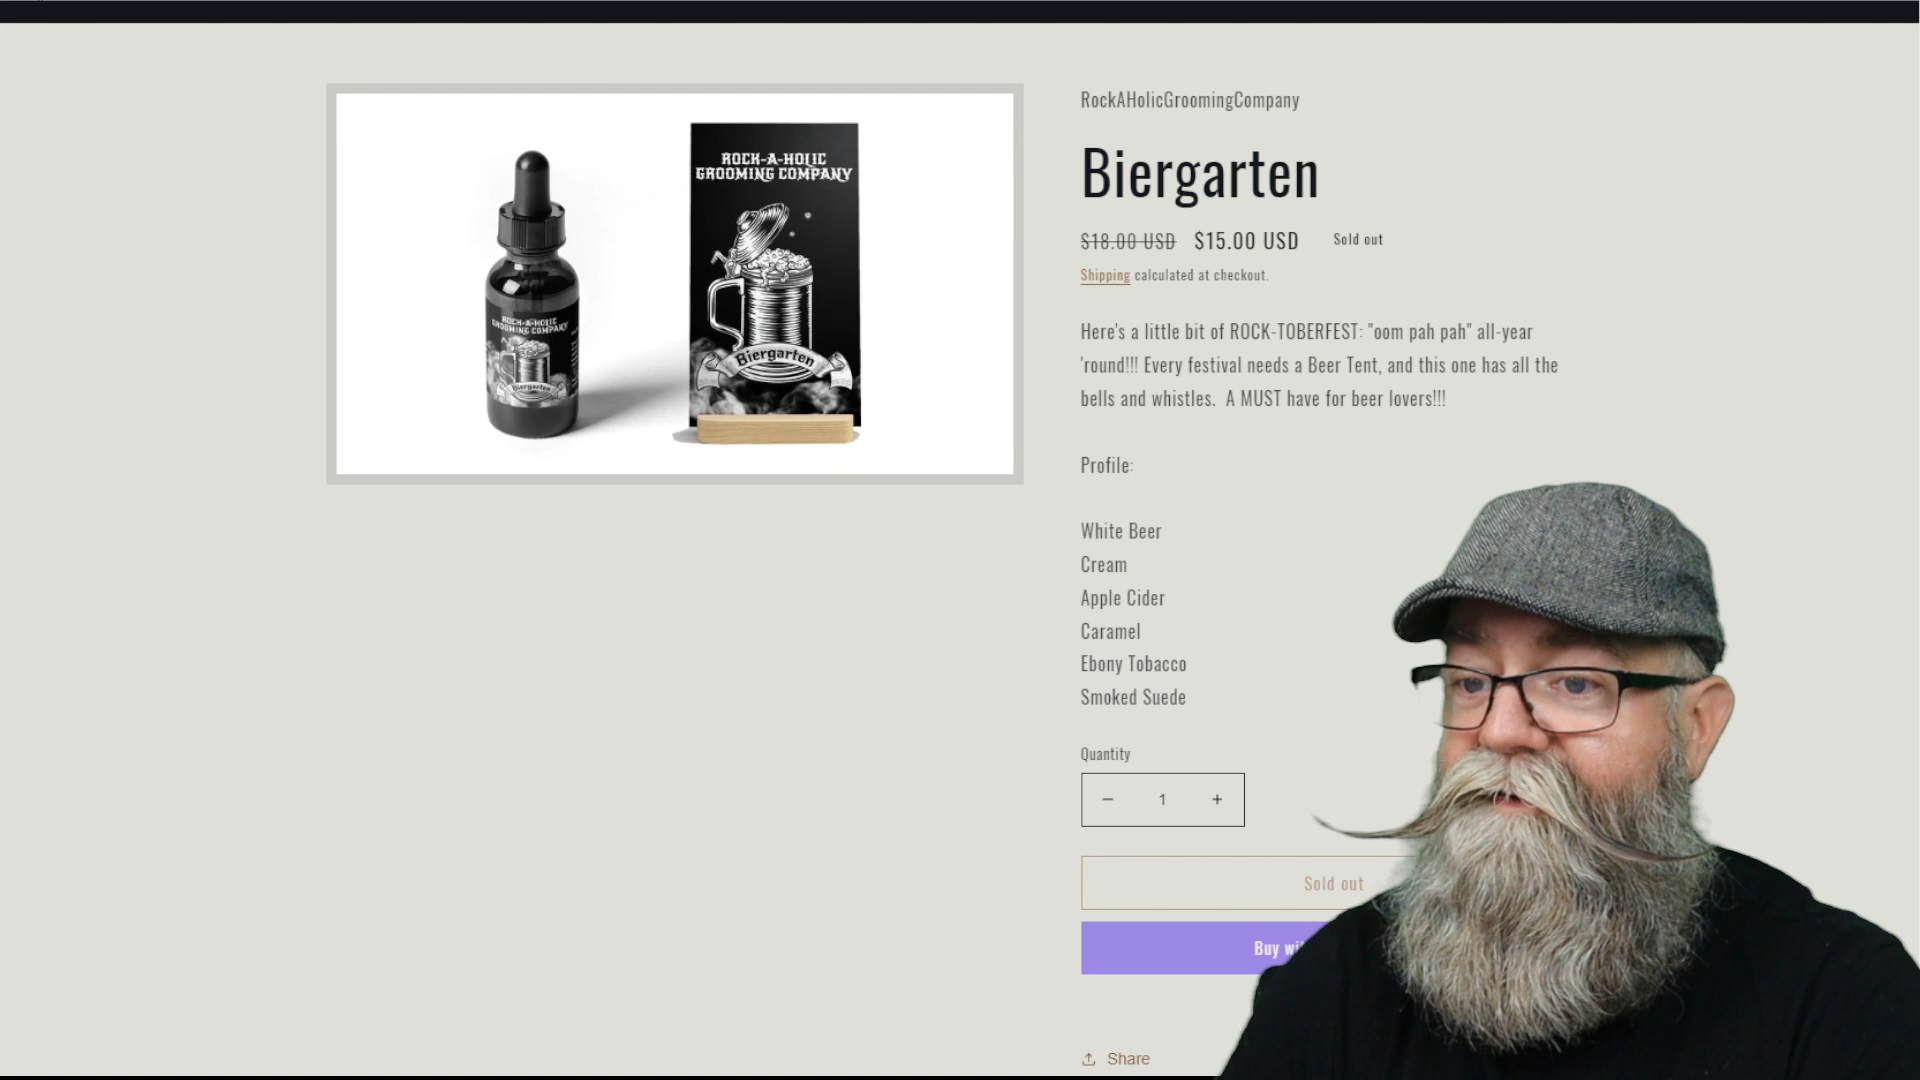 RockAHolicGroomingCompany
Biergarten
$18.00 USD $15.00 USD Sold out
Shipping calculated at checkout.
Here's a little bit of ROCK-TOBERFEST: "oom pah pah" all-year
'round!!! Every festival needs a Beer Tent, and this one has all the
bells and whistles. A MUST have for beer lovers!!!
Profile:
White Beer
Cream
Apple Cider
Caramel
Ebony Tobacco
Smoked Suede
Quantity
− 1 +
Sold out
Buy
Share
ROCK-A-HOLIC
GROOMING COMPANY
Biergarten
ROCK-A-HOLIC
GROOMING COMPANY
Biergarten